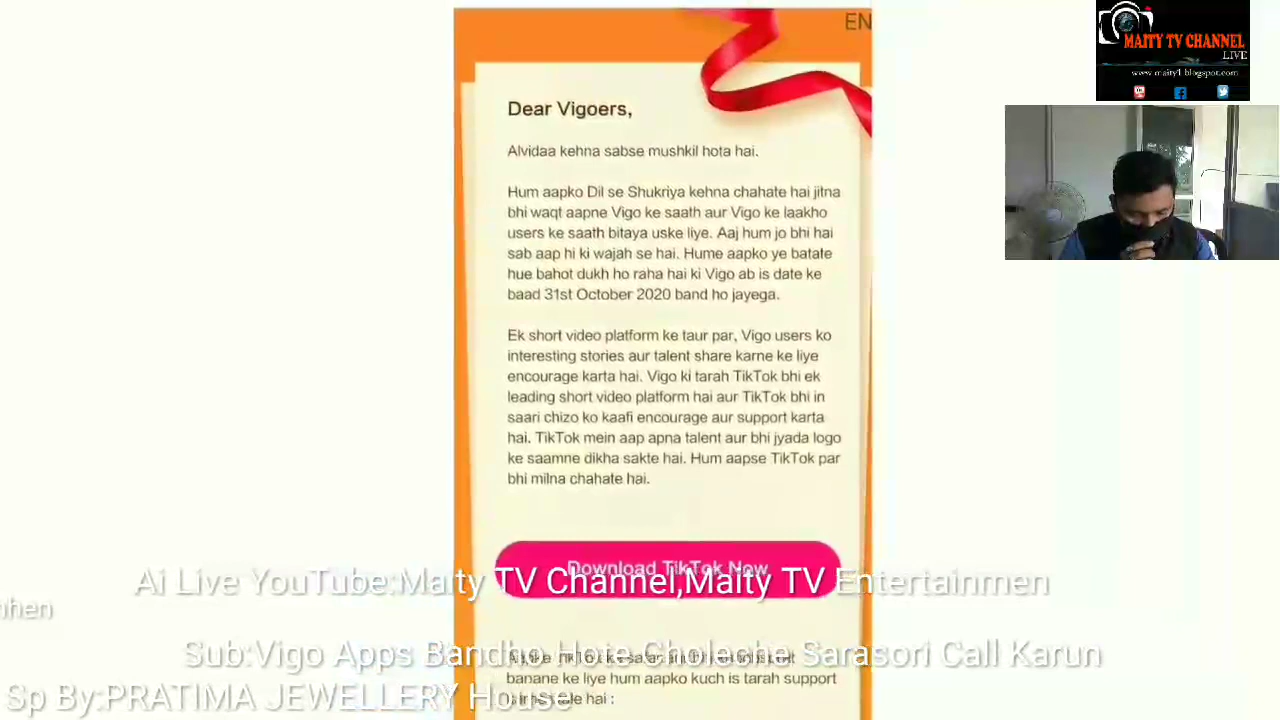 EN
MAITY TV CHANNEL
LIVE
www.maity1.blogspot.com
Dear Vigoers,
Alvidaa kehna sabse mushkil hota hai.
Hum aapko Dil se Shukriya kehna chahate hai jitna
bhi waqt aapne Vigo ke saath aur Vigo ke laakho
users ke saath bitaya uske liye. Aaj hum jo bhi hai
sab aap hi ki wajah se hai. Hume aapko ye batate
hue bahot dukh ho raha hai ki Vigo ab is date ke
baad 31st October 2020 band ho jayega.
Ek short video platform ke taur par, Vigo users ko
interesting stories aur talent share karne ke liye
encourage karta hai. Vigo ki tarah TikTok bhi ek
leading short video platform hai aur TikTok bhi in
saari chizo ko kaafi encourage aur support karta
hai. TikTok mein aap apna talent aur bhi jyada logo
ke saamne dikha sakte hai. Hum aapse TikTok par
bhi milna chahate hai.
Download TikTok Now
Ai Live YouTube:Maity TV Channel,Maity TV Entertainmen
Sub:Vigo Apps Bandho Hote Choleche Sarasori Call Karun
banane ke liye hum aapko kuch is tarah support
hai :
Sp By:PRATIMA JEWELLERY House